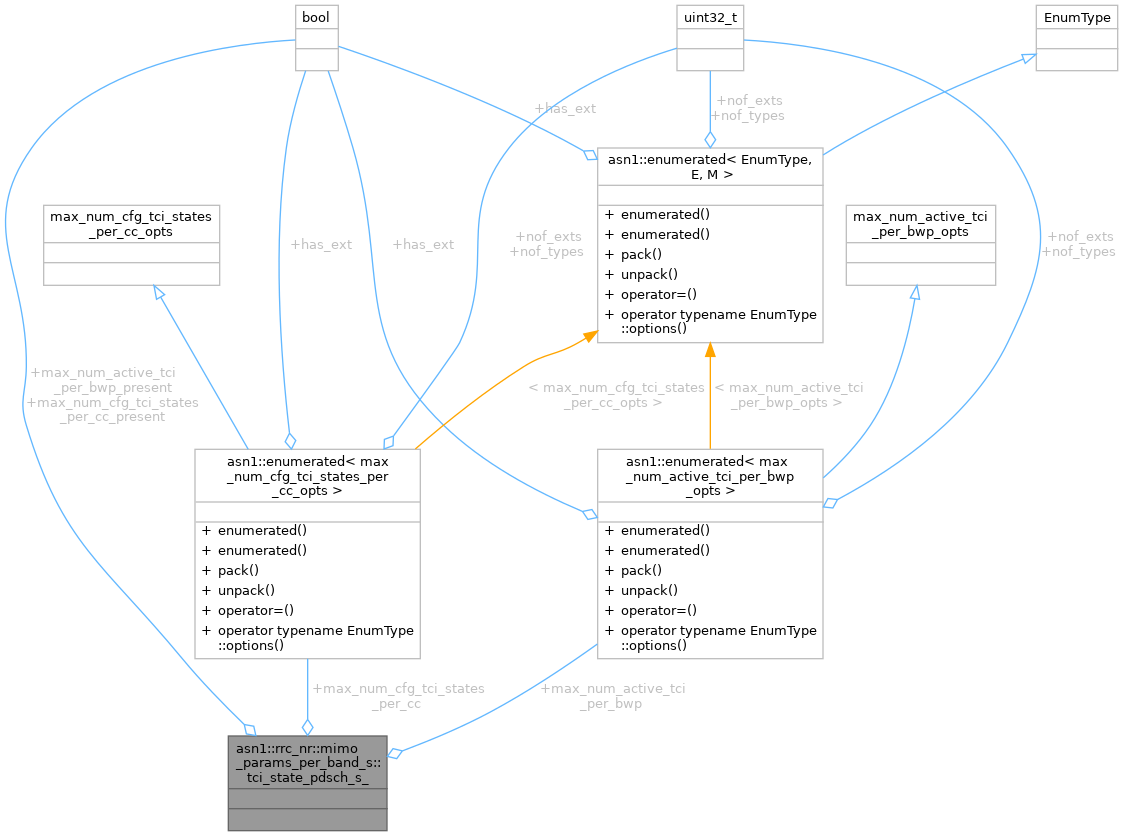 bool
uint32_t
EnumType
+has_ext
+nof_exts
+nof_types
asn1::enumerated< EnumType,
E, M >
+ enumerated()
+ enumerated()
+ pack()
+ unpack()
+ operator=()
+ operator typename EnumType
::options()
max_num_cfg_tci_states
_per_cc_opts
max_num_active_tci
_per_bwp_opts
+has_ext
+has_ext
+nof_exts
+nof_types
+nof_exts
+nof_types
+max_num_active_tci
_per_bwp_present
+max_num_cfg_tci_states
_per_cc_present
< max_num_cfg_tci_states
_per_cc_opts >
< max_num_active_tci
_per_bwp_opts >
asn1::enumerated< max
_num_cfg_tci_states_per
_cc_opts >
+ enumerated()
+ enumerated()
+ pack()
+ unpack()
+ operator=()
+ operator typename EnumType
::options()
asn1::enumerated< max
_num_active_tci_per_bwp
_opts >
+ enumerated()
+ enumerated()
+ pack()
+ unpack()
+ operator=()
+ operator typename EnumType
::options()
+max_num_cfg_tci_states
_per_cc
+max_num_active_tci
_per_bwp
asn1::rrc_nr::mimo
_params_per_band_s::
tci_state_pdsch_s_